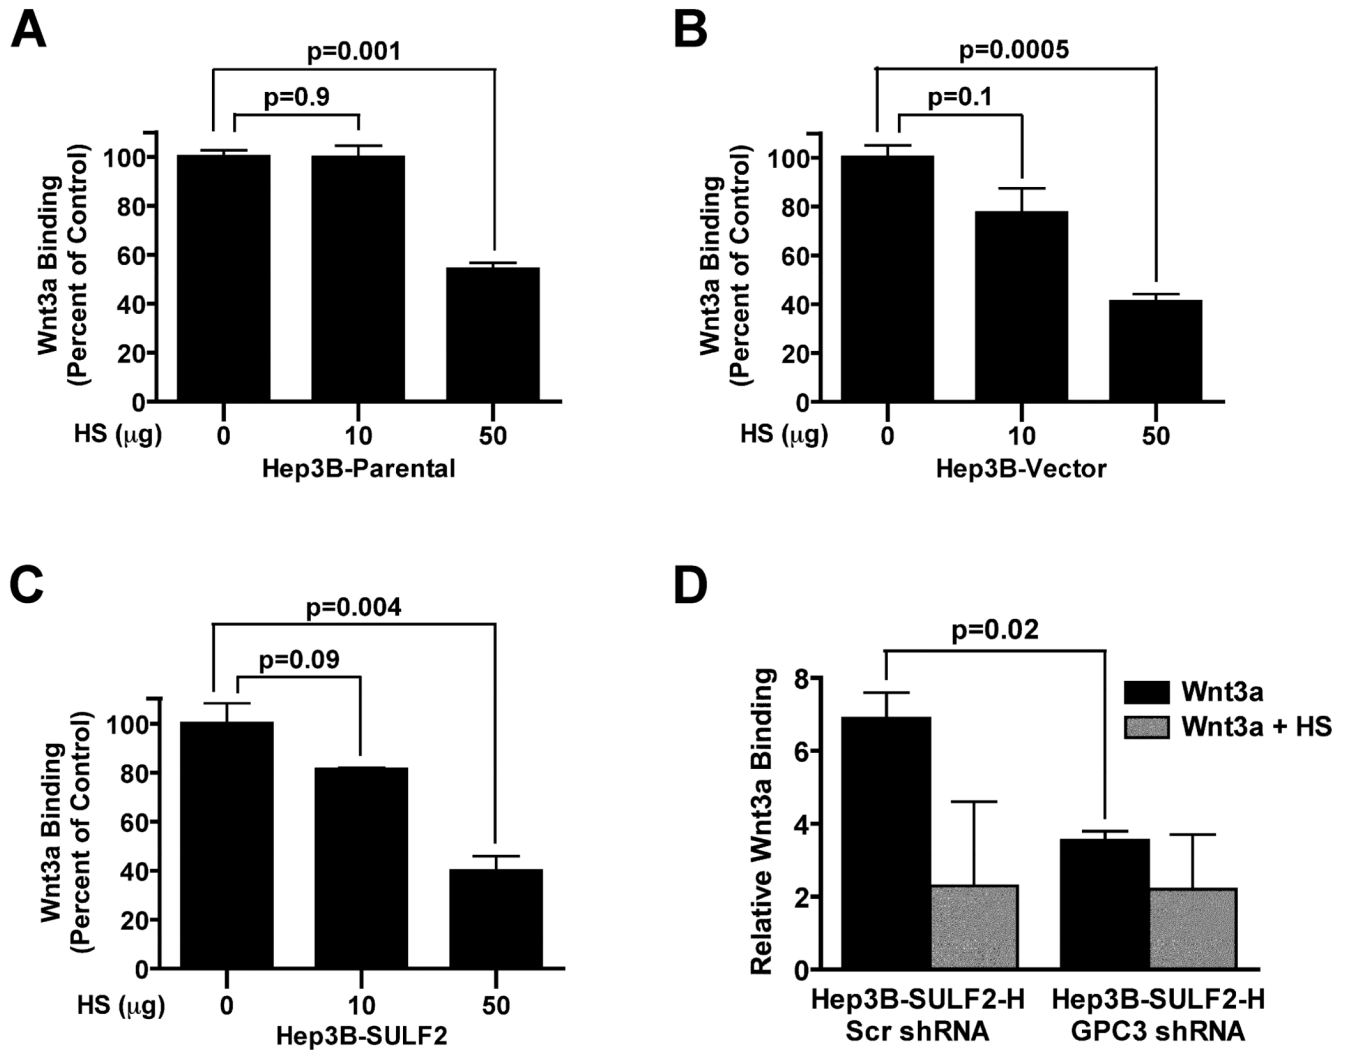 A
p=0.001
p=0.9
Wnt3a Binding
(Percent of Control)
100
80
60
40
20
0
HS (μg)
0 10 50
Hep3B-Parental
B
p=0.0005
p=0.1
Wnt3a Binding
(Percent of Control)
100
80
60
40
20
0
HS (μg)
0 10 50
Hep3B-Vector
C
p=0.004
p=0.09
Wnt3a Binding
(Percent of Control)
100
80
60
40
20
0
HS (μg)
0 10 50
Hep3B-SULF2
D
p=0.02
Relative Wnt3a Binding
8
6
4
2
0
Wnt3a
Wnt3a + HS
Hep3B-SULF2-H
Scr shRNA
Hep3B-SULF2-H
GPC3 shRNA